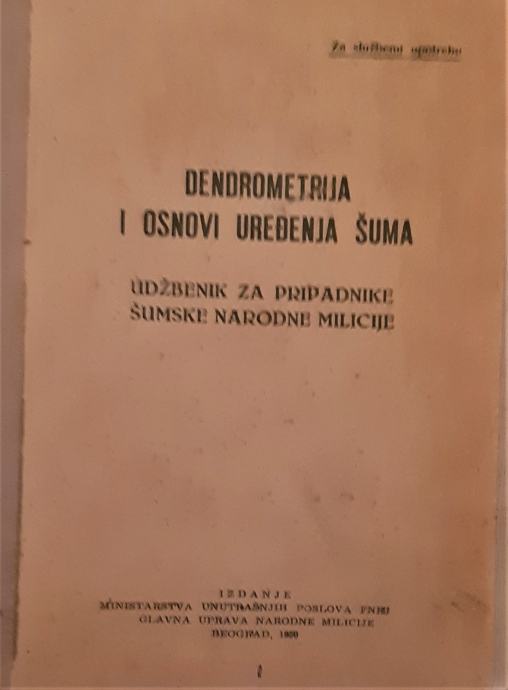 Za službenu upotrebu
DENDROMETRIJA
I OSNOVI UREĐENJA ŠUMA
UDŽBENIK ZA PRIPADNIKE
ŠUMSKE NARODNE MILICIJE
IZDANJE
MINISTARSTVA UNUTRAŠNJIH POSLOVA FNRJ
GLAVNA UPRAVA NARODNE MILICIJE
BEOGRAD, 1950